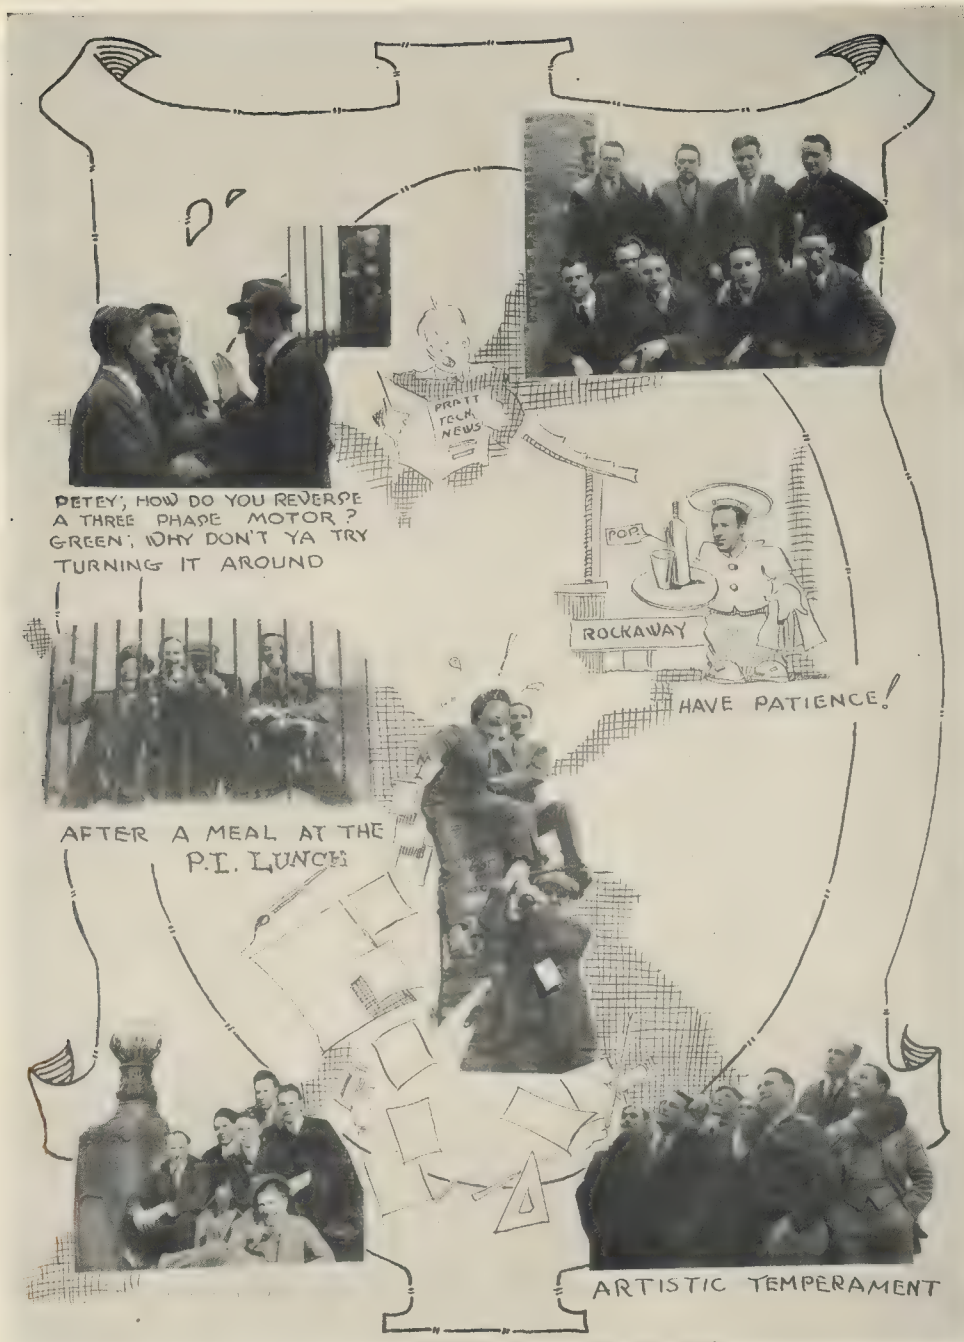 PRATT
TECH
NEWS
PETEY; HOW DO YOU REVERSE
A THREE PHASE MOTOR?
GREEN; WHY DON'T YA TRY
TURNING IT AROUND
POP
ROCKAWAY
HAVE PATIENCE!
AFTER A MEAL AT THE
P.I. LUNCH
ARTISTIC TEMPERAMENT